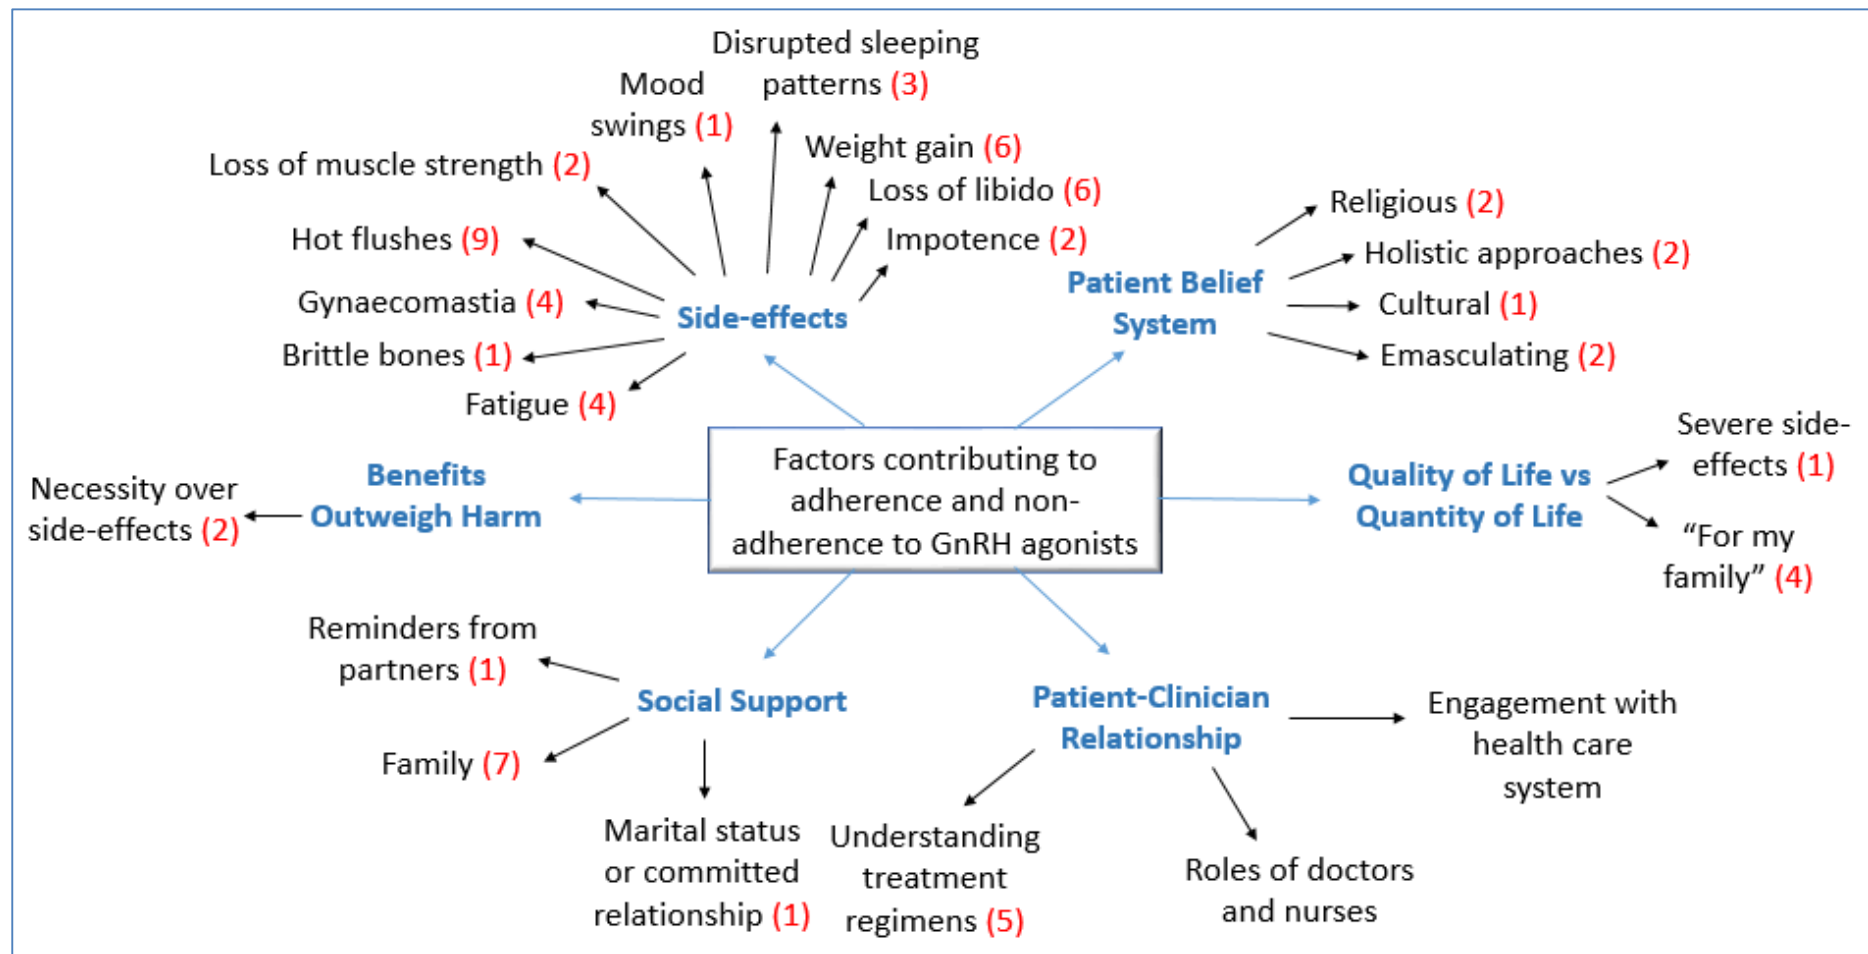 Disrupted sleeping
patterns (3)
Mood
swings (1)
Weight gain (6)
Loss of muscle strength (2)
Loss of libido (6)
Hot flushes (9)
Impotence (2)
Gynaecomastia (4)
Side-effects
Brittle bones (1)
Fatigue (4)
Religious (2)
Holistic approaches (2)
Patient Belief
System
Cultural (1)
Emasculating (2)
Factors contributing to
adherence and non-
adherence to GnRH agonists
Benefits
Outweigh Harm
Necessity over
side-effects (2)
Quality of Life vs
Quantity of Life
Severe side-
effects (1)
“For my
family” (4)
Reminders from
partners (1)
Social Support
Family (7)
Marital status
or committed
relationship (1)
Patient-Clinician
Relationship
Engagement with
health care
system
Understanding
treatment
regimens (5)
Roles of doctors
and nurses